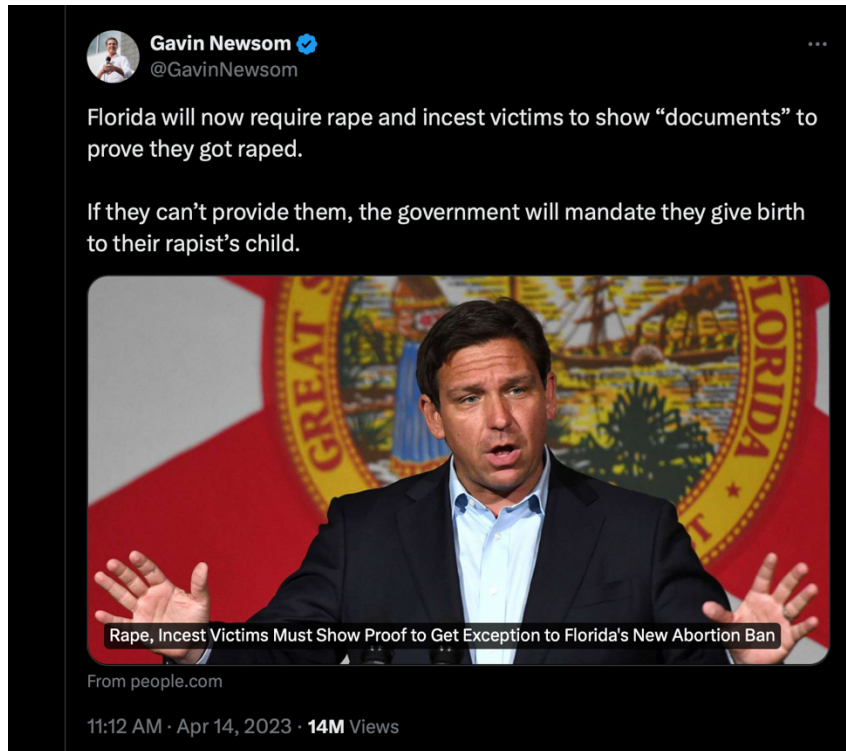 Gavin Newsom
@GavinNewsom
Florida will now require rape and incest victims to show “documents” to
prove they got raped.
If they can’t provide them, the government will mandate they give birth
to their rapist’s child.
GREAT S
FLORIDA
T
Rape, Incest Victims Must Show Proof to Get Exception to Florida's New Abortion Ban
From people.com
11:12 AM · Apr 14, 2023 · 14M Views